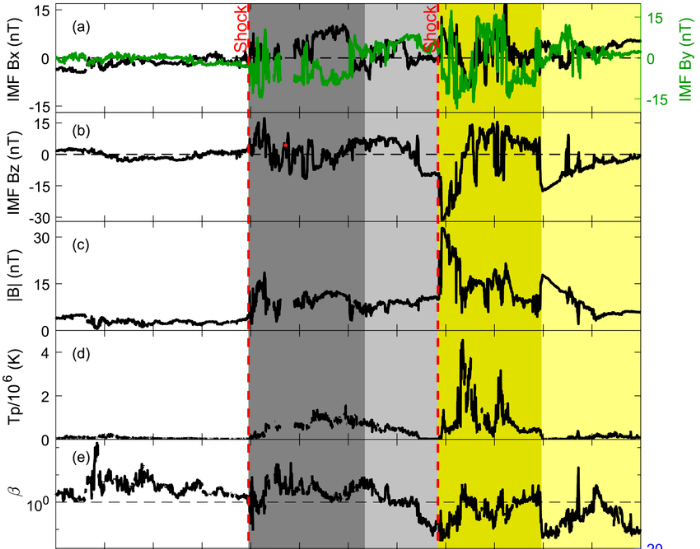 Shock
Shock
(a)
IMF Bx (nT)
15
0
-15
15
0
-15
IMF By (nT)
(b)
IMF Bz (nT)
15
0
-15
-30
(c)
|B| (nT)
30
15
0
(d)
Tp/10⁶ (K)
4
2
0
(e)
β
10⁰
20